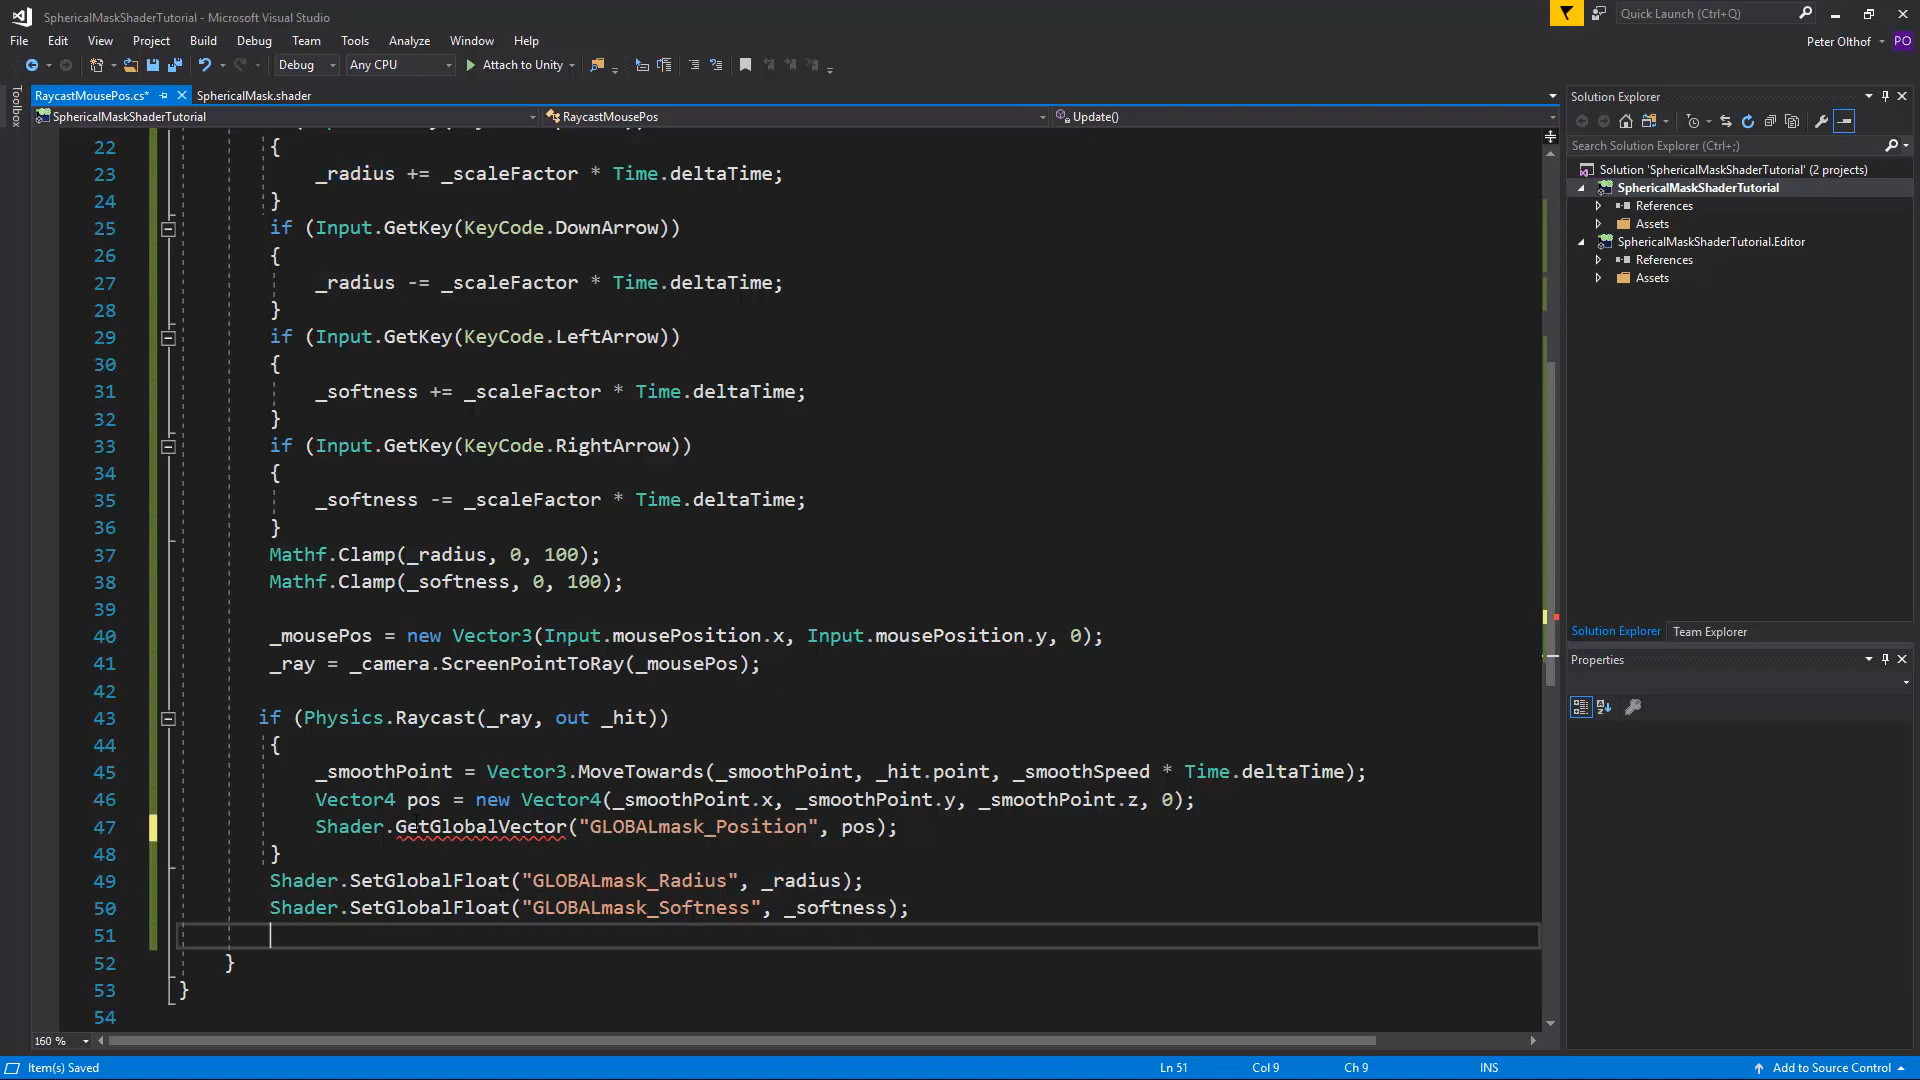 SphericalMaskShaderTutorial - Microsoft Visual Studio
Quick Launch (Ctrl+Q)
File Edit View Project Build Debug Team Tools Analyze Window Help
Peter Olthof PO
Debug Any CPU Attach to Unity
Toolbox
RaycastMousePos.cs* SphericalMask.shader
SphericalMaskShaderTutorial RaycastMousePos Update()
22 {
23 _radius += _scaleFactor * Time.deltaTime;
24 }
25 if (Input.GetKey(KeyCode.DownArrow))
26 {
27 _radius -= _scaleFactor * Time.deltaTime;
28 }
29 if (Input.GetKey(KeyCode.LeftArrow))
30 {
31 _softness += _scaleFactor * Time.deltaTime;
32 }
33 if (Input.GetKey(KeyCode.RightArrow))
34 {
35 _softness -= _scaleFactor * Time.deltaTime;
36 }
37 Mathf.Clamp(_radius, 0, 100);
38 Mathf.Clamp(_softness, 0, 100);
39
40 _mousePos = new Vector3(Input.mousePosition.x, Input.mousePosition.y, 0);
41 _ray = _camera.ScreenPointToRay(_mousePos);
42
43 if (Physics.Raycast(_ray, out _hit))
44 {
45 _smoothPoint = Vector3.MoveTowards(_smoothPoint, _hit.point, _smoothSpeed * Time.deltaTime);
46 Vector4 pos = new Vector4(_smoothPoint.x, _smoothPoint.y, _smoothPoint.z, 0);
47 Shader.GetGlobalVector("GLOBALmask_Position", pos);
48 }
49 Shader.SetGlobalFloat("GLOBALmask_Radius", _radius);
50 Shader.SetGlobalFloat("GLOBALmask_Softness", _softness);
51
52 }
53 }
54
160 %
Solution Explorer
Search Solution Explorer (Ctrl+;)
Solution 'SphericalMaskShaderTutorial' (2 projects)
SphericalMaskShaderTutorial
References
Assets
SphericalMaskShaderTutorial.Editor
References
Assets
Solution Explorer Team Explorer
Properties
Item(s) Saved Ln 51 Col 9 Ch 9 INS Add to Source Control